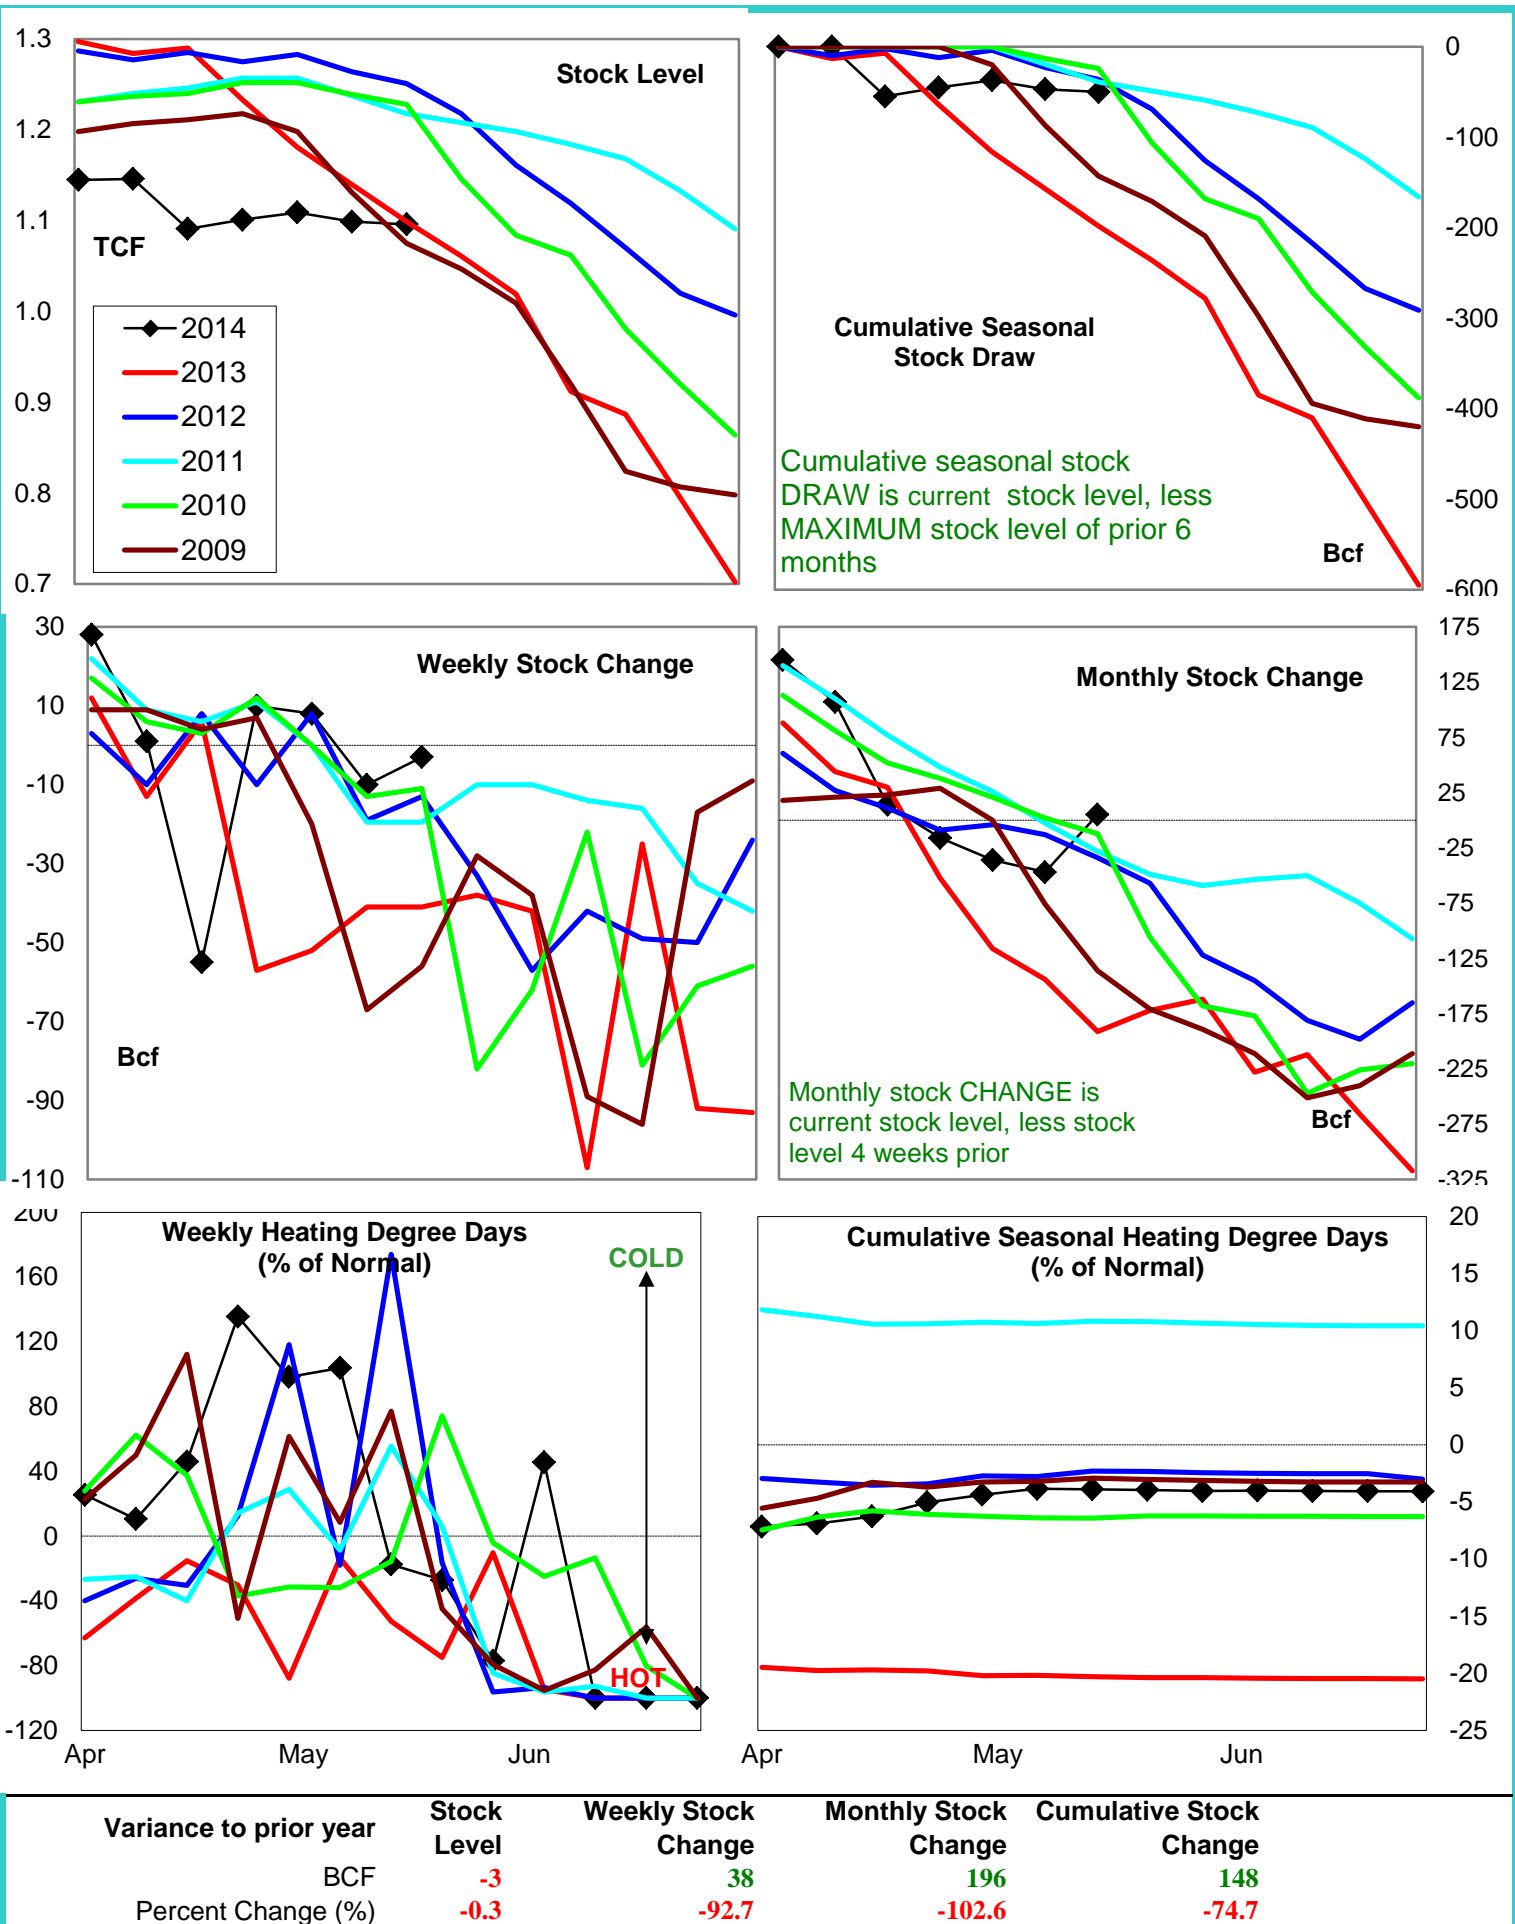 Stock Level
1.3
1.2
1.1
1.0
0.9
0.8
0.7
TCF
2014
2013
2012
2011
2010
2009
Cumulative Seasonal
Stock Draw
Cumulative seasonal stock
DRAW is current stock level, less
MAXIMUM stock level of prior 6
months
Bcf
0
-100
-200
-300
-400
-500
-600
Weekly Stock Change
30
10
-10
-30
-50
-70
-90
-110
Bcf
Monthly Stock Change
Monthly stock CHANGE is
current stock level, less stock
level 4 weeks prior
Bcf
175
125
75
25
-25
-75
-125
-175
-225
-275
-325
Weekly Heating Degree Days
(% of Normal)
COLD
HOT
200
160
120
80
40
0
-40
-80
-120
Apr May Jun
Cumulative Seasonal Heating Degree Days
(% of Normal)
20
15
10
5
0
-5
-10
-15
-20
-25
Apr May Jun
Variance to prior year
Stock
Level
Weekly Stock
Change
Monthly Stock
Change
Cumulative Stock
Change
BCF -3 38 196 148
Percent Change (%) -0.3 -92.7 -102.6 -74.7